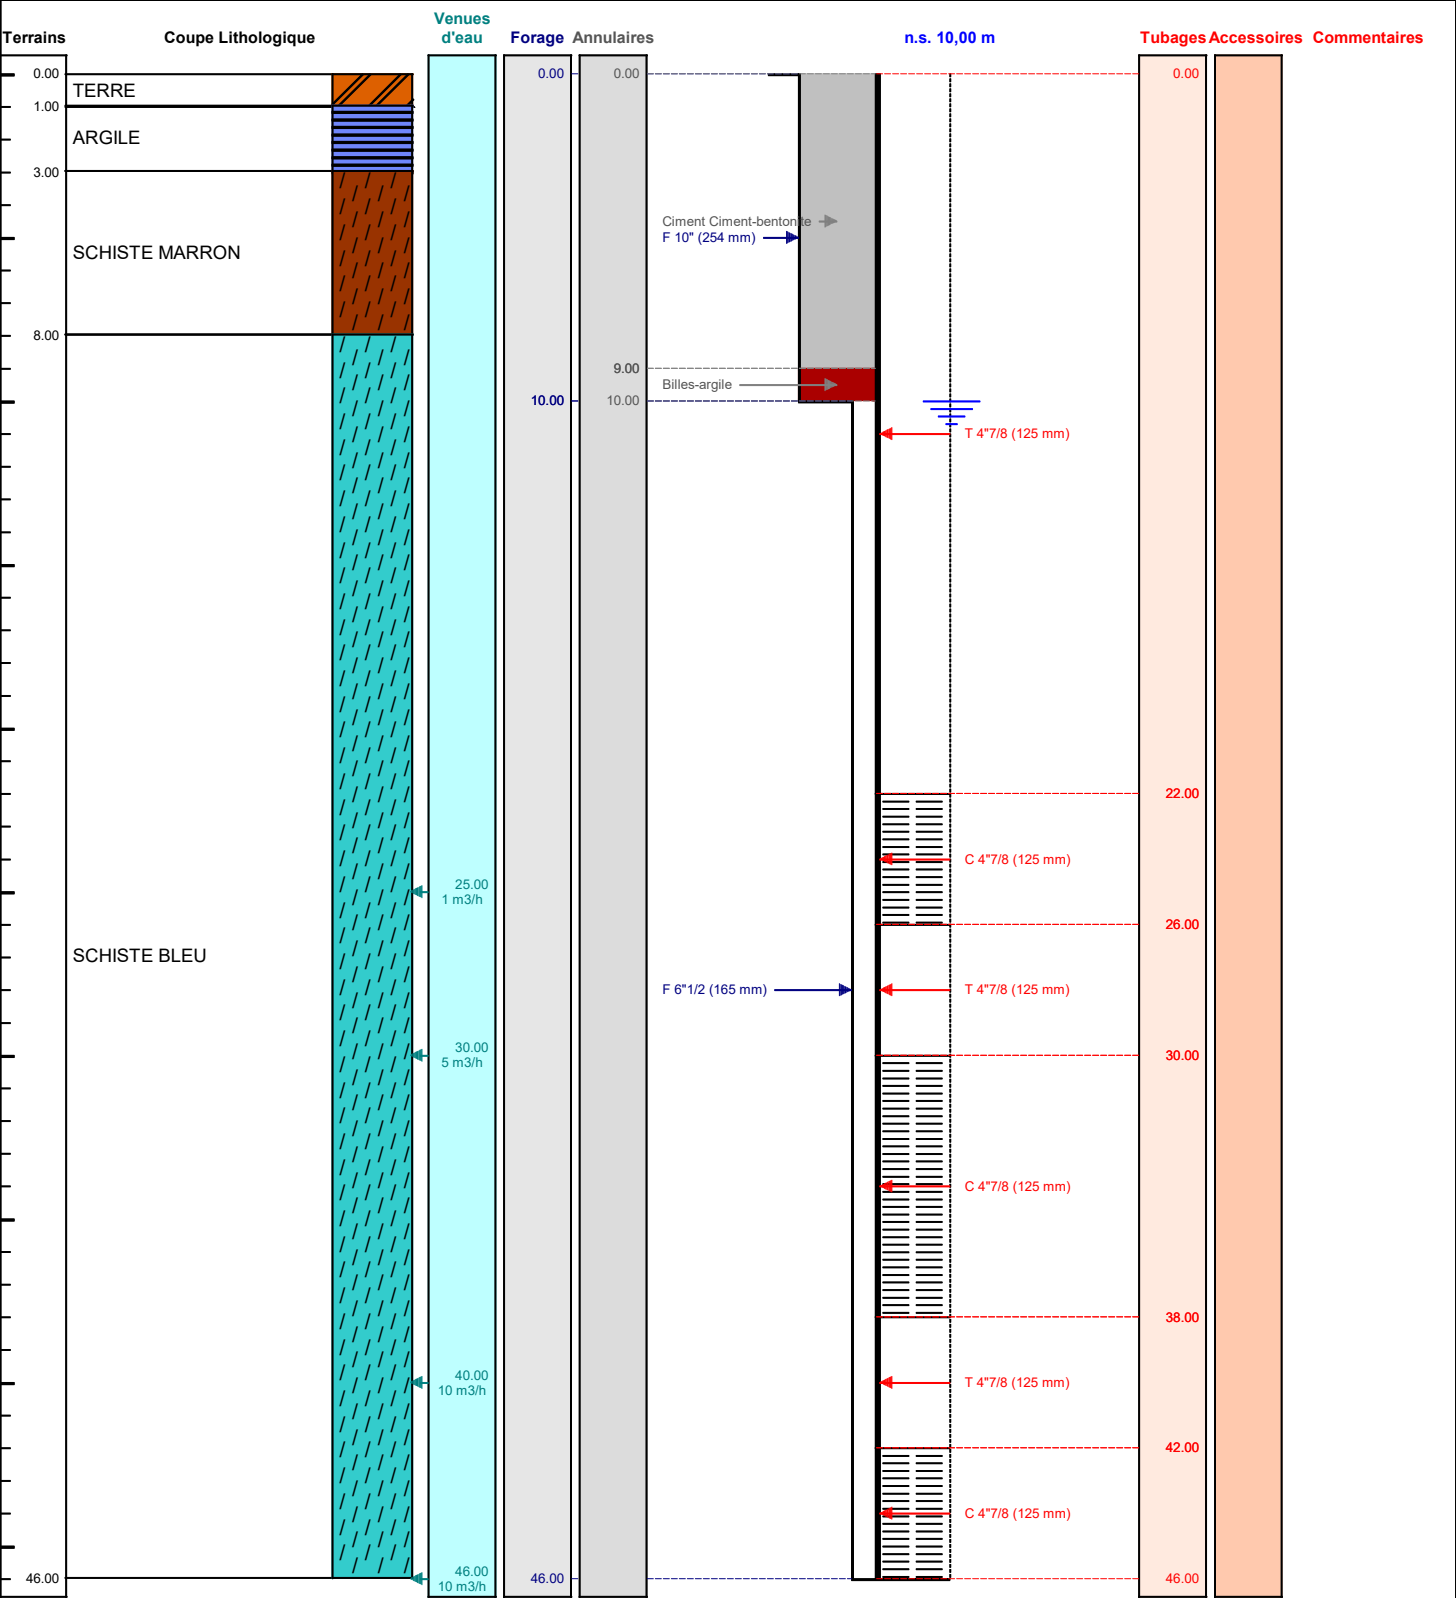 Terrains
Coupe Lithologique
Venues
d'eau
Forage
Annulaires
n.s. 10,00 m
Tubages
Accessoires
Commentaires
0.00
TERRE
1.00
ARGILE
3.00
SCHISTE MARRON
8.00
SCHISTE BLEU
46.00
25.00
1 m3/h
30.00
5 m3/h
40.00
10 m3/h
46.00
10 m3/h
0.00
10.00
46.00
0.00
9.00
10.00
Ciment Ciment-bentonite
F 10" (254 mm)
Billes-argile
F 6"1/2 (165 mm)
T 4"7/8 (125 mm)
C 4"7/8 (125 mm)
T 4"7/8 (125 mm)
C 4"7/8 (125 mm)
T 4"7/8 (125 mm)
C 4"7/8 (125 mm)
0.00
22.00
26.00
30.00
38.00
42.00
46.00